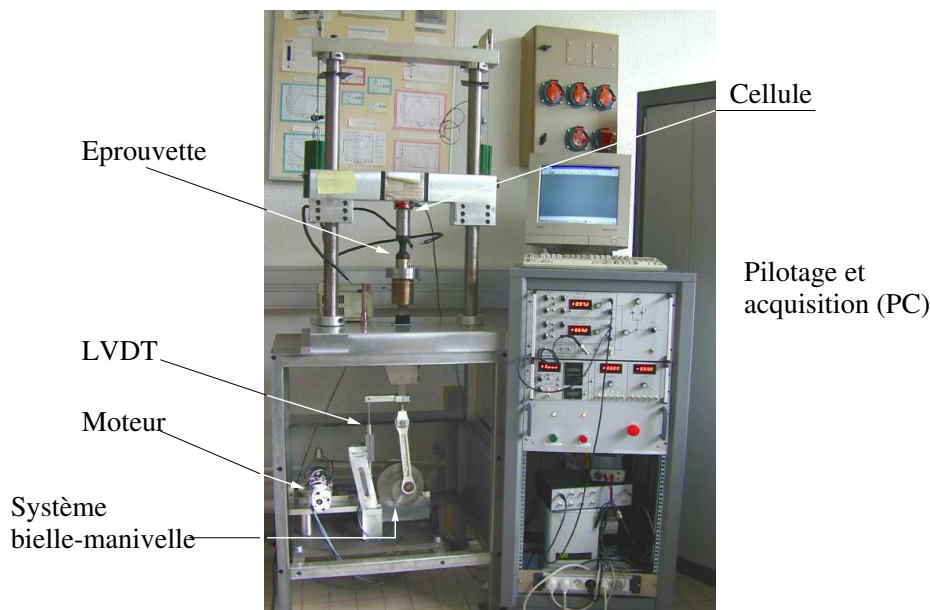 Cellule
Eprouvette
Pilotage et
acquisition (PC)
LVDT
Moteur
Système
bielle-manivelle